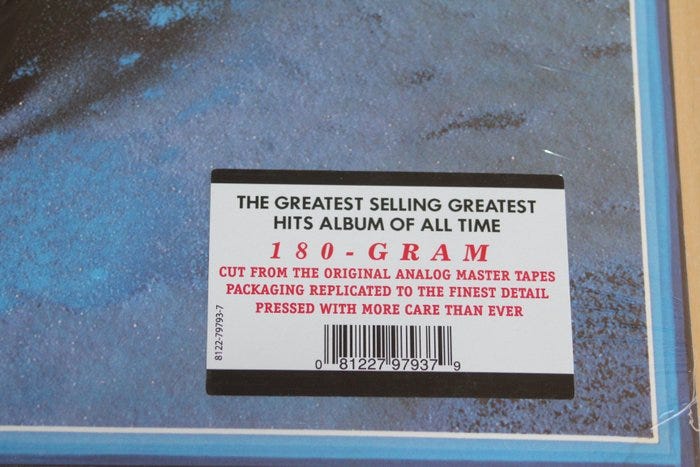 THE GREATEST SELLING GREATEST
HITS ALBUM OF ALL TIME
180-GRAM
CUT FROM THE ORIGINAL ANALOG MASTER TAPES
PACKAGING REPLICATED TO THE FINEST DETAIL
PRESSED WITH MORE CARE THAN EVER
8122-79793-7
0 81227 97937 9